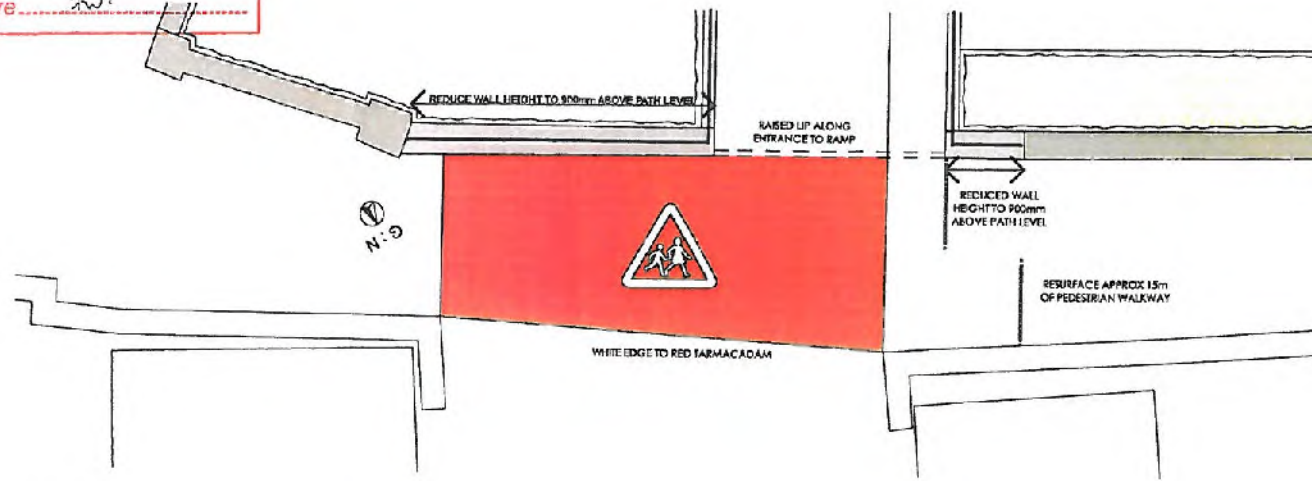 REDUCE WALL HEIGHT TO 900mm ABOVE PATH LEVEL
RAISED LIP ALONG
ENTRANCE TO RAMP
REDUCED WALL
HEIGHT TO 900mm
ABOVE PATH LEVEL
RESURFACE APPROX 15m
OF PEDESTRIAN WALKWAY
WHITE EDGE TO RED TARMACADAM